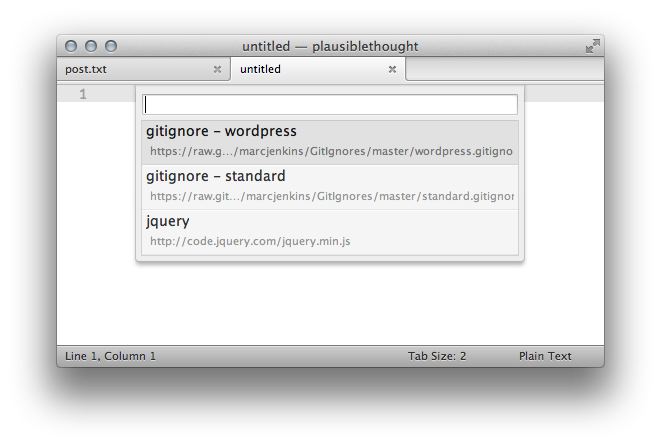 untitled — plausiblethought
post.txt
untitled
1
gitignore – wordpress
https://raw.g…/marcjenkins/GitIgnores/master/wordpress.gitigno
gitignore – standard
https://raw.git…/marcjenkins/GitIgnores/master/standard.gitignor
jquery
http://code.jquery.com/jquery.min.js
Line 1, Column 1
Tab Size: 2
Plain Text